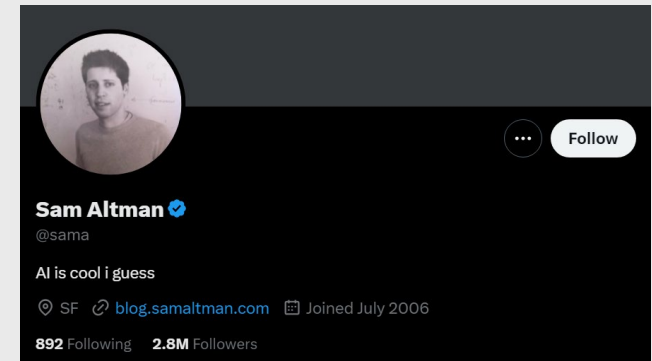 Follow
Sam Altman
@sama
AI is cool i guess
SF blog.samaltman.com Joined July 2006
892 Following 2.8M Followers